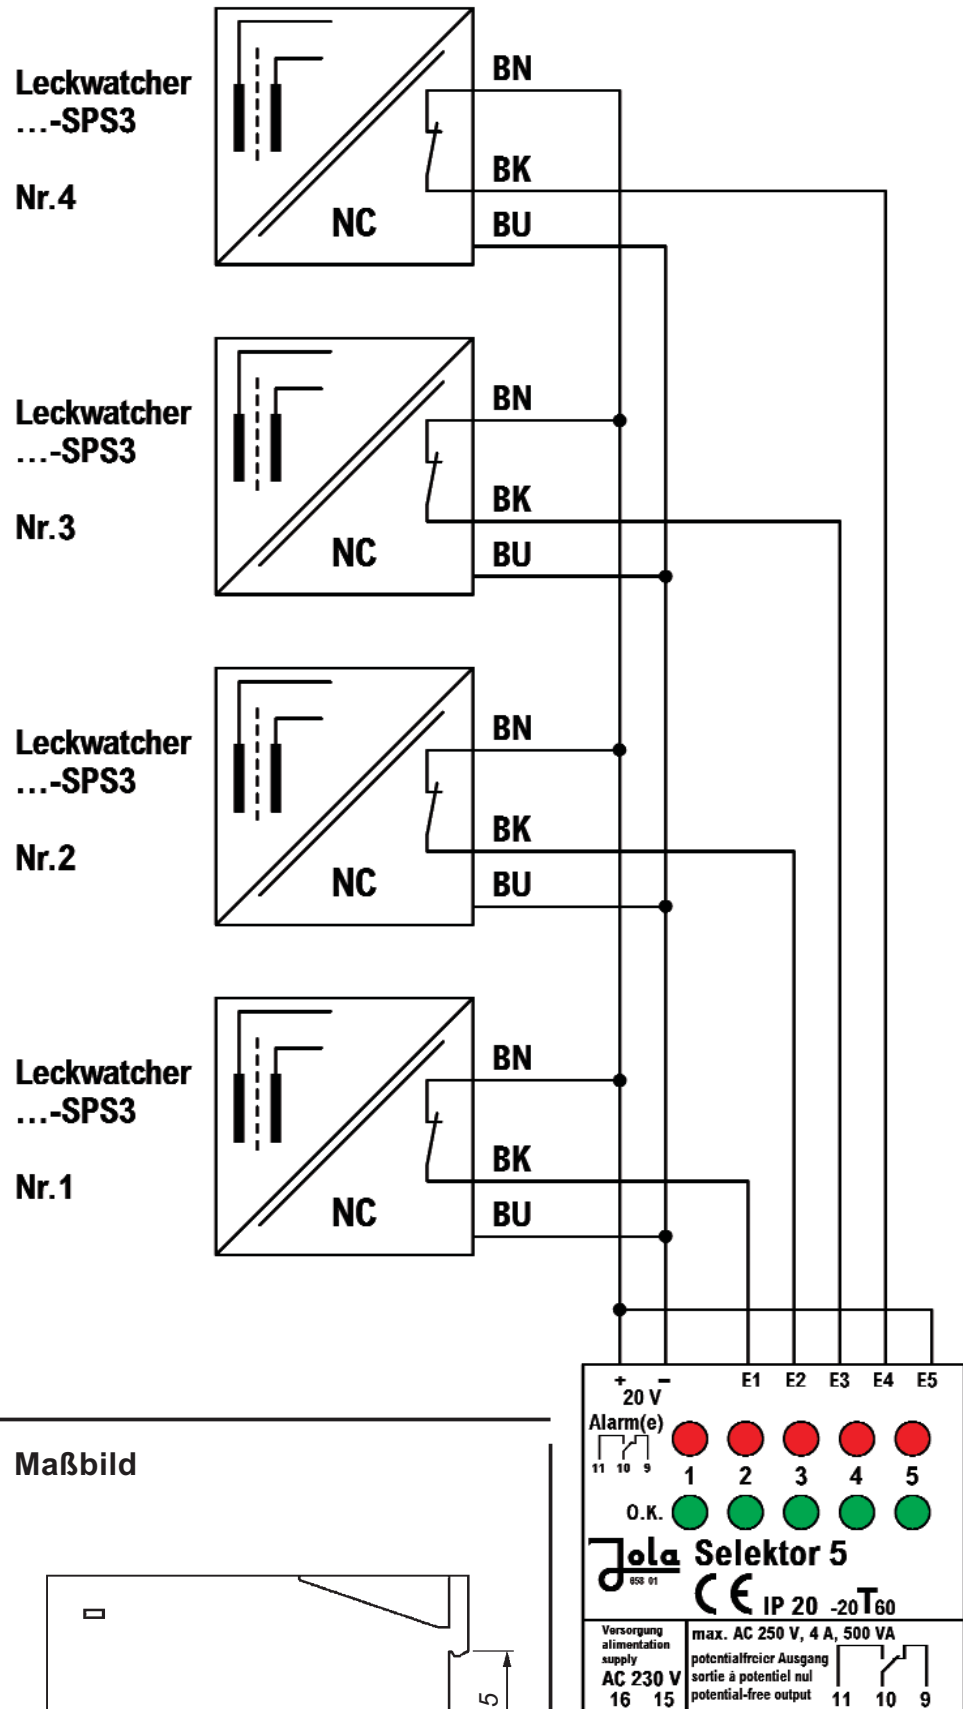 Leckwatcher
...-SPS3
Nr.4
NC
BN
BK
BU
Leckwatcher
...-SPS3
Nr.3
NC
BN
BK
BU
Leckwatcher
...-SPS3
Nr.2
NC
BN
BK
BU
Leckwatcher
...-SPS3
Nr.1
NC
BN
BK
BU
+ − E1 E2 E3 E4 E5
20 V
Alarm(e)
11 10 9
1 2 3 4 5
O.K.
Jola Selektor 5
658 01
CE IP 20 -20T60
Versorgung
alimentation
supply
AC 230 V
16 15
max. AC 250 V, 4 A, 500 VA
potentialfreier Ausgang
sortie à potentiel nul
potential-free output
11 10 9
Maßbild
5